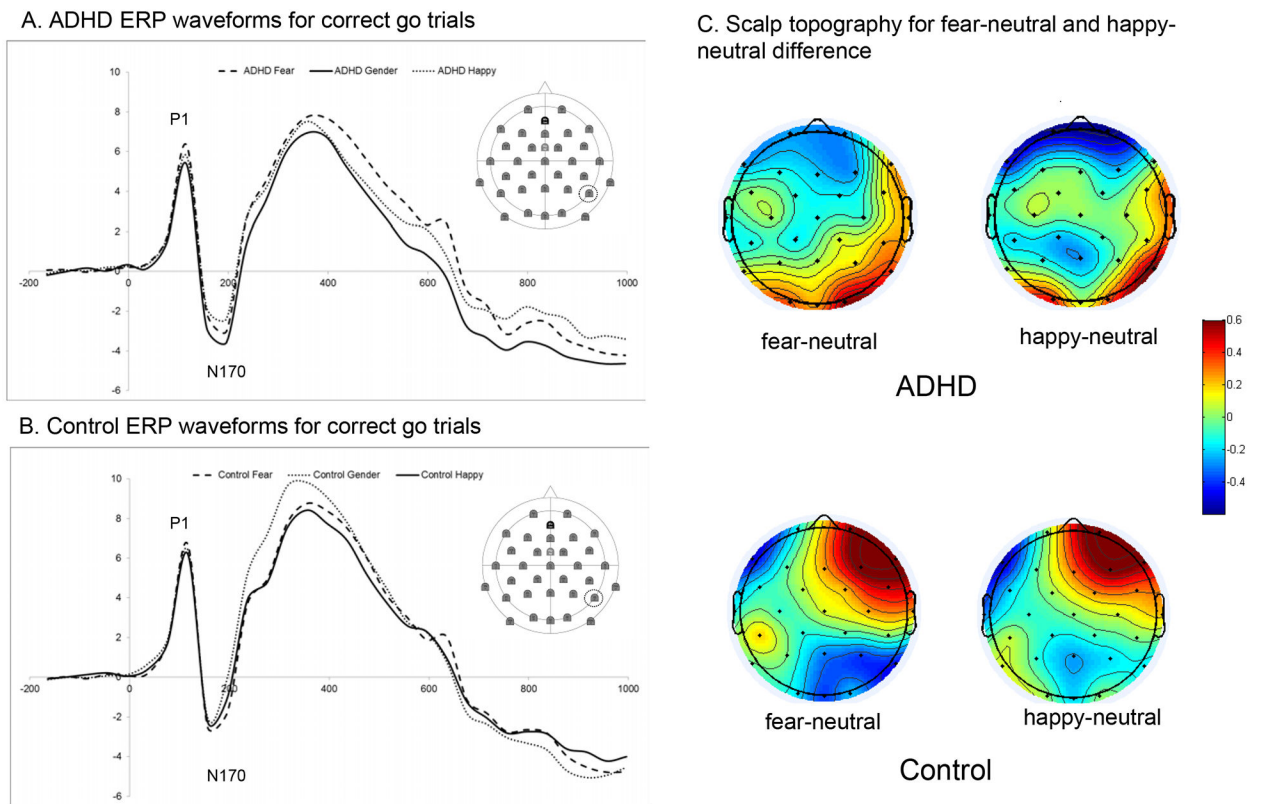 A. ADHD ERP waveforms for correct go trials
10
8
6
4
2
0
-2
-4
-6
-200
0
200
400
600
800
1000
ADHD Fear
ADHD Gender
ADHD Happy
P1
N170
B. Control ERP waveforms for correct go trials
10
8
6
4
2
0
-2
-4
-6
-200
0
200
400
600
800
1000
Control Fear
Control Gender
Control Happy
P1
N170
C. Scalp topography for fear-neutral and happy-
neutral difference
fear-neutral
happy-neutral
ADHD
0.6
0.4
0.2
0
-0.2
-0.4
fear-neutral
happy-neutral
Control